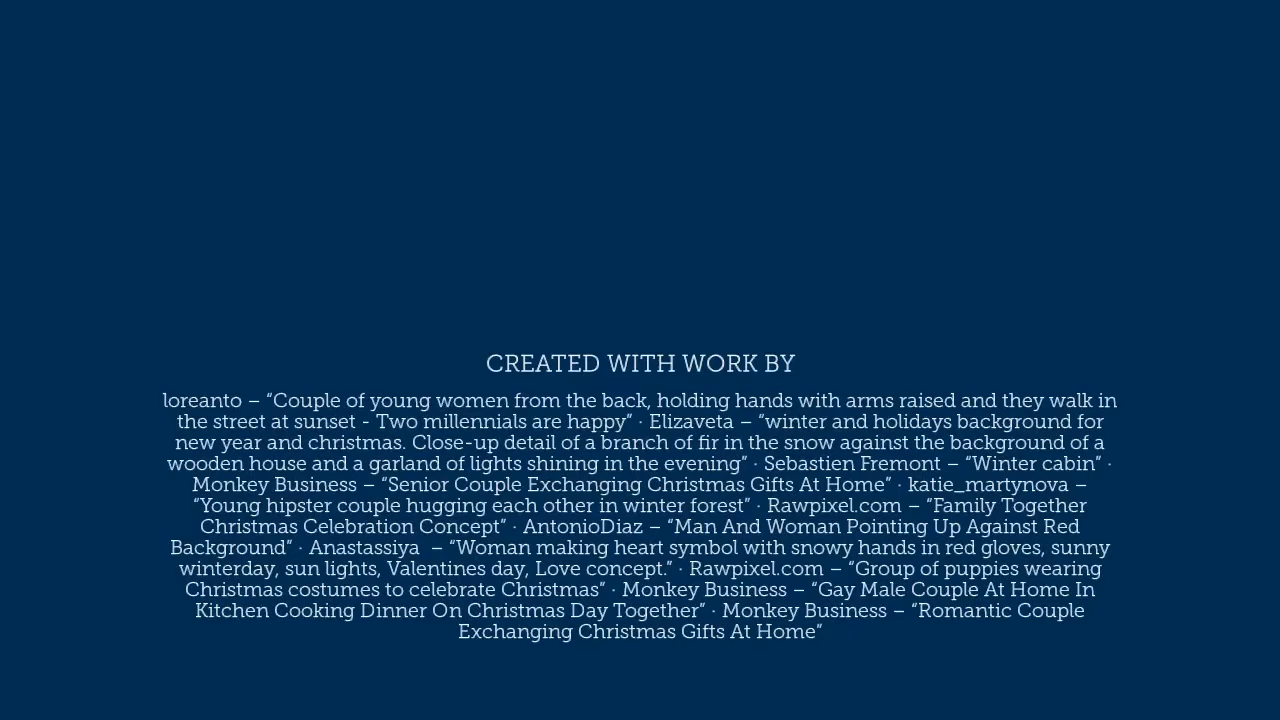 CREATED WITH WORK BY
loreanto – “Couple of young women from the back, holding hands with arms raised and they walk in
the street at sunset - Two millennials are happy” · Elizaveta – “winter and holidays background for
new year and christmas. Close-up detail of a branch of fir in the snow against the background of a
wooden house and a garland of lights shining in the evening” · Sebastien Fremont – “Winter cabin” ·
Monkey Business – “Senior Couple Exchanging Christmas Gifts At Home” · katie_martynova –
“Young hipster couple hugging each other in winter forest” · Rawpixel.com – “Family Together
Christmas Celebration Concept” · AntonioDiaz – “Man And Woman Pointing Up Against Red
Background” · Anastassiya  – “Woman making heart symbol with snowy hands in red gloves, sunny
winterday, sun lights, Valentines day, Love concept.” · Rawpixel.com – “Group of puppies wearing
Christmas costumes to celebrate Christmas” · Monkey Business – “Gay Male Couple At Home In
Kitchen Cooking Dinner On Christmas Day Together” · Monkey Business – “Romantic Couple
Exchanging Christmas Gifts At Home”